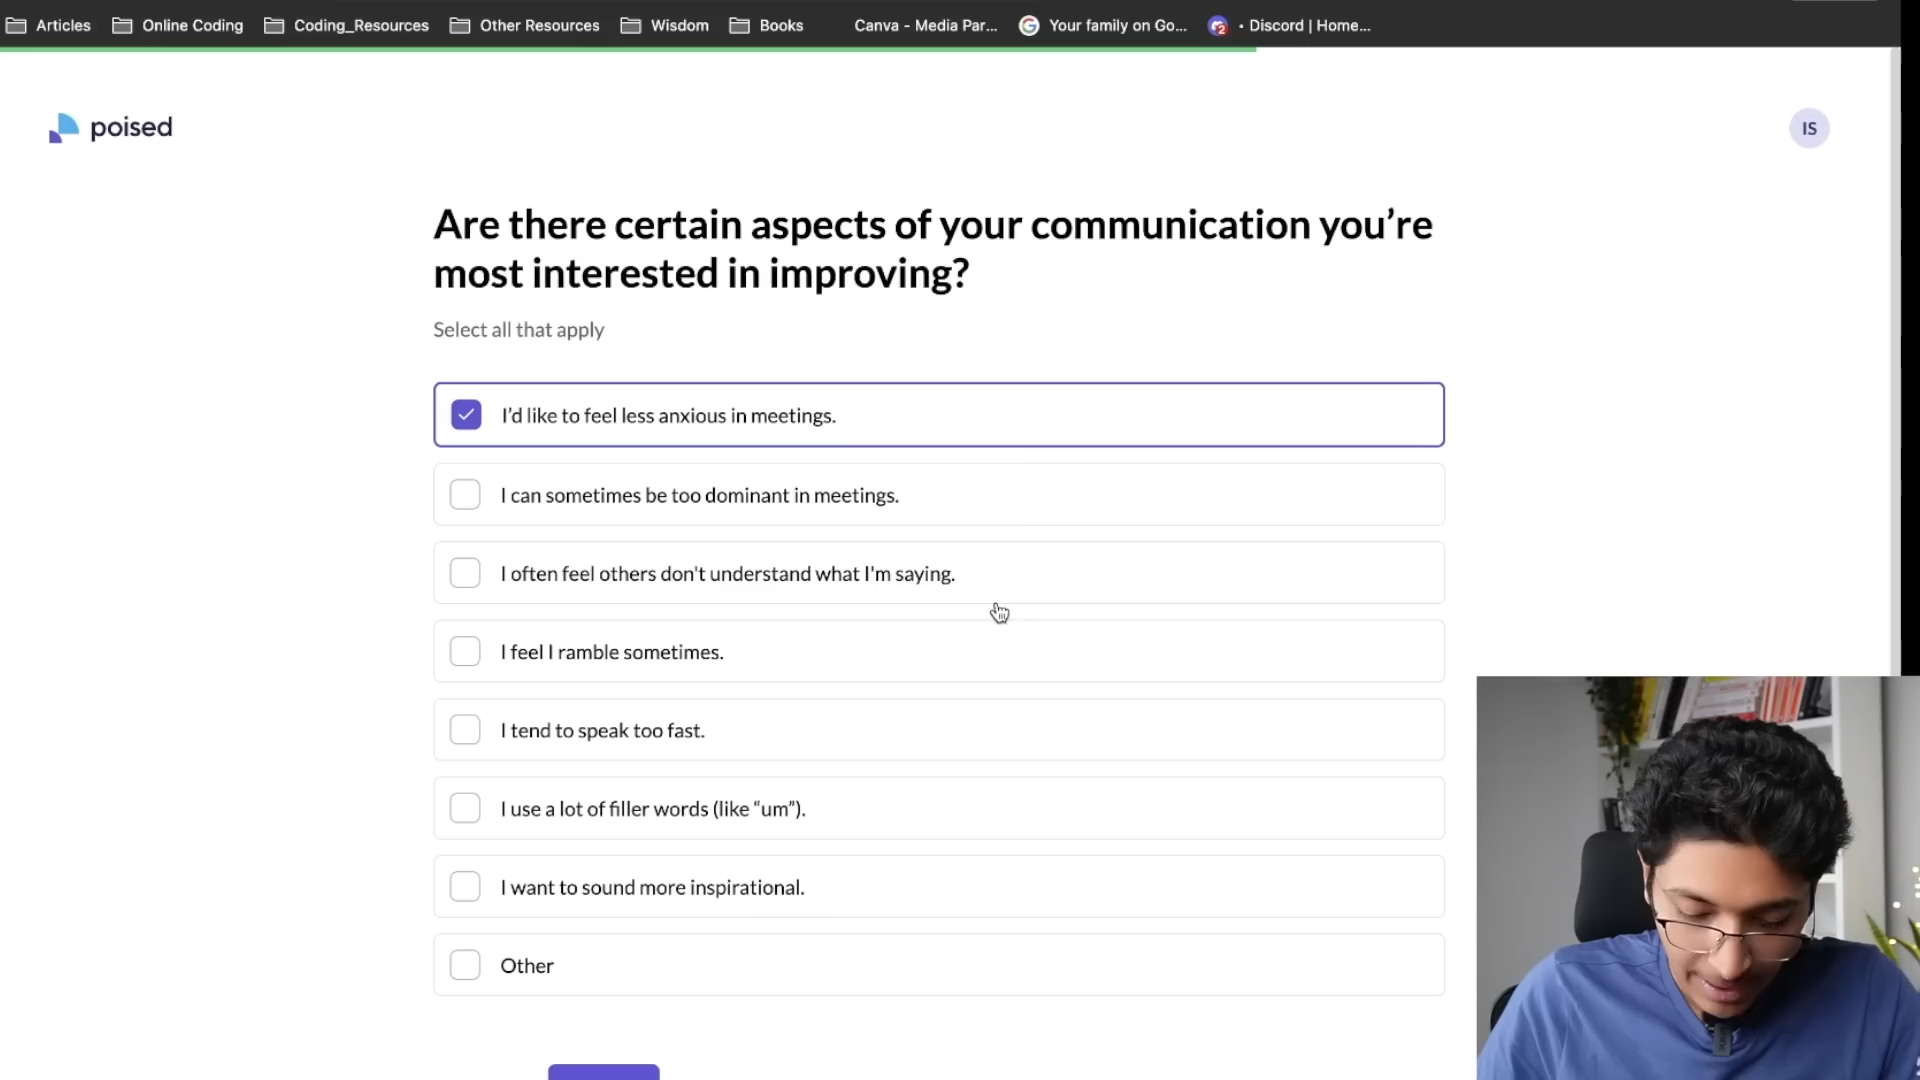 Articles
Online Coding
Coding_Resources
Other Resources
Wisdom
Books
Canva - Media Par...
Your family on Go...
2
• Discord | Home...
poised
IS
Are there certain aspects of your communication you’re
most interested in improving?
Select all that apply
I’d like to feel less anxious in meetings.
I can sometimes be too dominant in meetings.
I often feel others don't understand what I'm saying.
I feel I ramble sometimes.
I tend to speak too fast.
I use a lot of filler words (like “um”).
I want to sound more inspirational.
Other